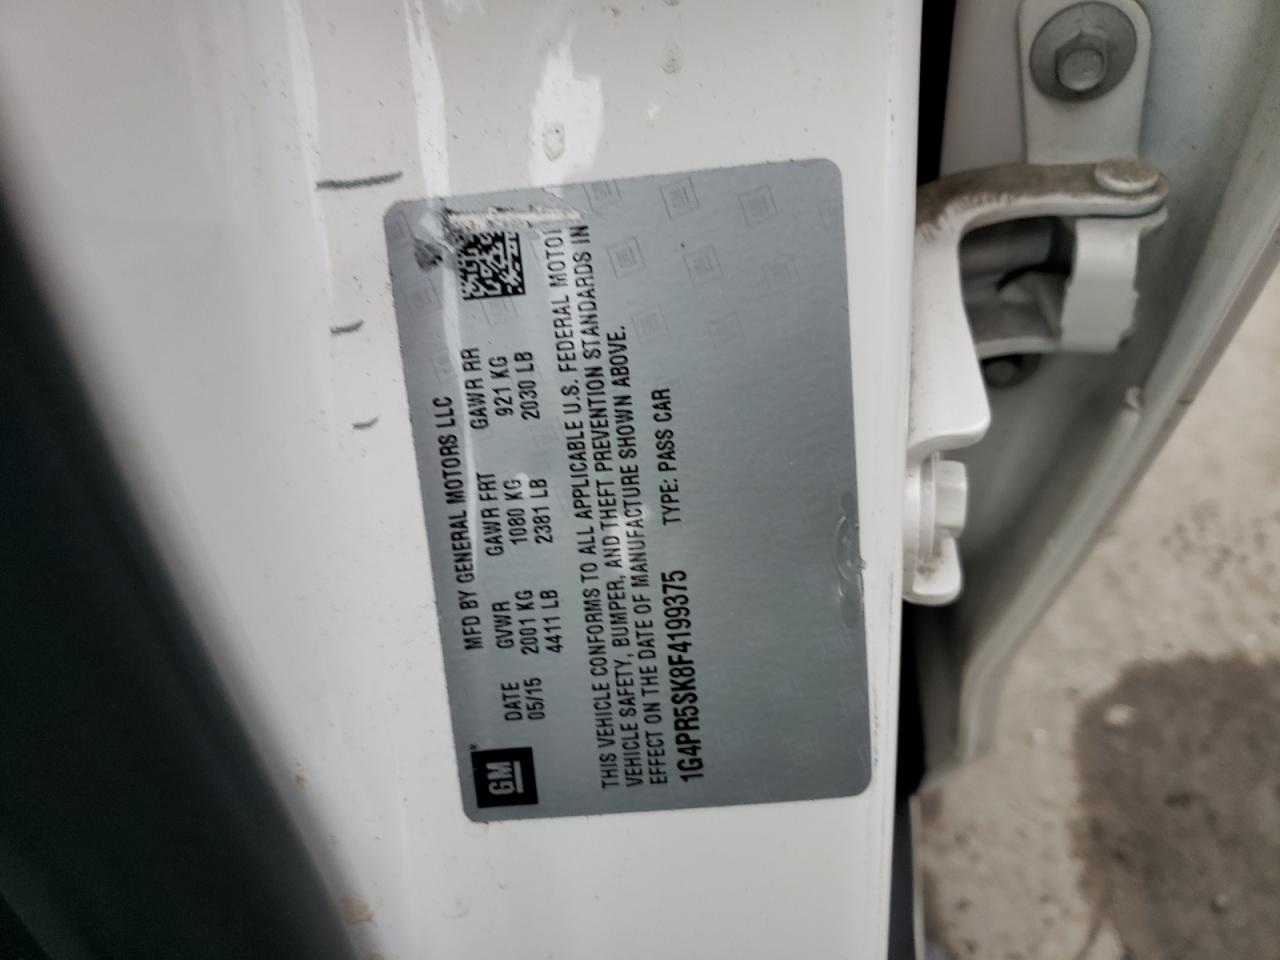 MFD BY GENERAL MOTORS LLC
DATE GVWR GAWR FRT GAWR RR
05/15 2001 KG 1080 KG 921 KG
4411 LB 2381 LB 2030 LB
GM
THIS VEHICLE CONFORMS TO ALL APPLICABLE U.S. FEDERAL MOTO
VEHICLE SAFETY, BUMPER, AND THEFT PREVENTION STANDARDS IN
EFFECT ON THE DATE OF MANUFACTURE SHOWN ABOVE.
1G4PR5SK8F4199375 TYPE: PASS CAR